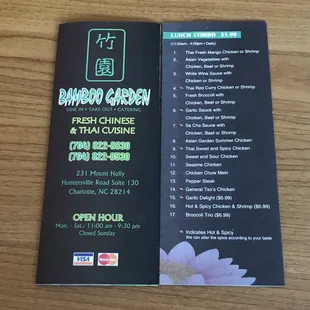 竹
園
BAMBOO GARDEN
DINE IN • TAKE OUT • CATERING
FRESH CHINESE
& THAI CUISINE
231 Mount Holly
Huntersville Road Suite 130
Charlotte, NC 28214
OPEN HOUR
Mon. - Sat.: 11:00 am - 9:30 pm
Closed Sunday
VISA
MasterCard
LUNCH COMBO $5.99
(11:00am - 4:00pm • Daily)
1. Thai Fresh Mango Chicken or Shrimp
2. Asian Vegetables with
Chicken, Beef or Shrimp
3. White Wine Sauce with
Chicken, Beef or Shrimp
4. Thai Red Curry Chicken or Shrimp
5. Fresh Broccoli with
Chicken, Beef or Shrimp
6. Garlic Sauce with
Chicken, Beef or Shrimp
7. Sa Cha Sauce with
Chicken, Beef or Shrimp
8. Asian Garden Summer Chicken
9. Thai Sweet and Spicy Chicken
10. Sweet and Sour Chicken
11. Sesame Chicken
12. Chicken Chow Mein
13. Pepper Steak
14. General Tso's Chicken
15. Garlic Delight ($6.99)
16. Hot & Spicy Chicken & Shrimp ($6.99)
17. Broccoli Trio ($6.99)
Indicates Hot & Spicy
We can alter the spice according to your taste